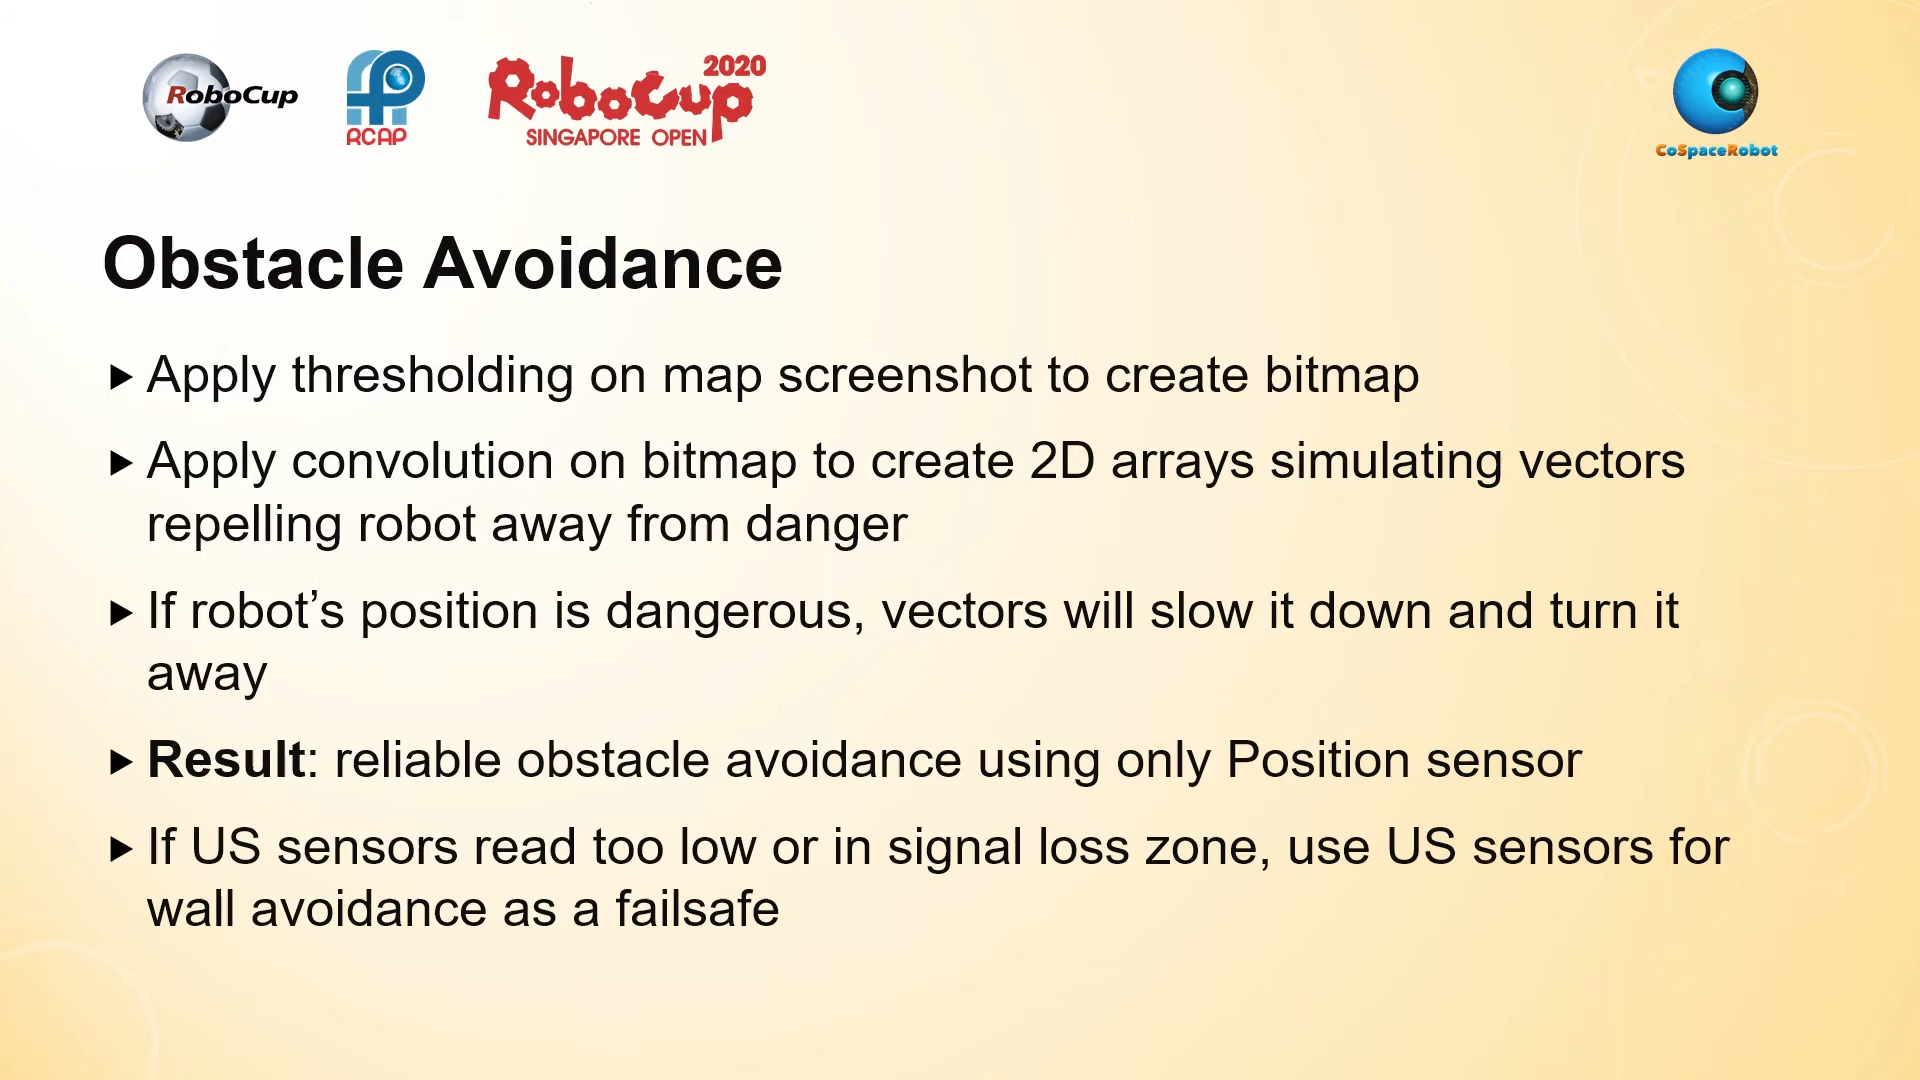 RoboCup
RCAP
RoboCup 2020
SINGAPORE OPEN
CoSpaceRobot
Obstacle Avoidance
Apply thresholding on map screenshot to create bitmap
Apply convolution on bitmap to create 2D arrays simulating vectors
repelling robot away from danger
If robot’s position is dangerous, vectors will slow it down and turn it
away
Result: reliable obstacle avoidance using only Position sensor
If US sensors read too low or in signal loss zone, use US sensors for
wall avoidance as a failsafe